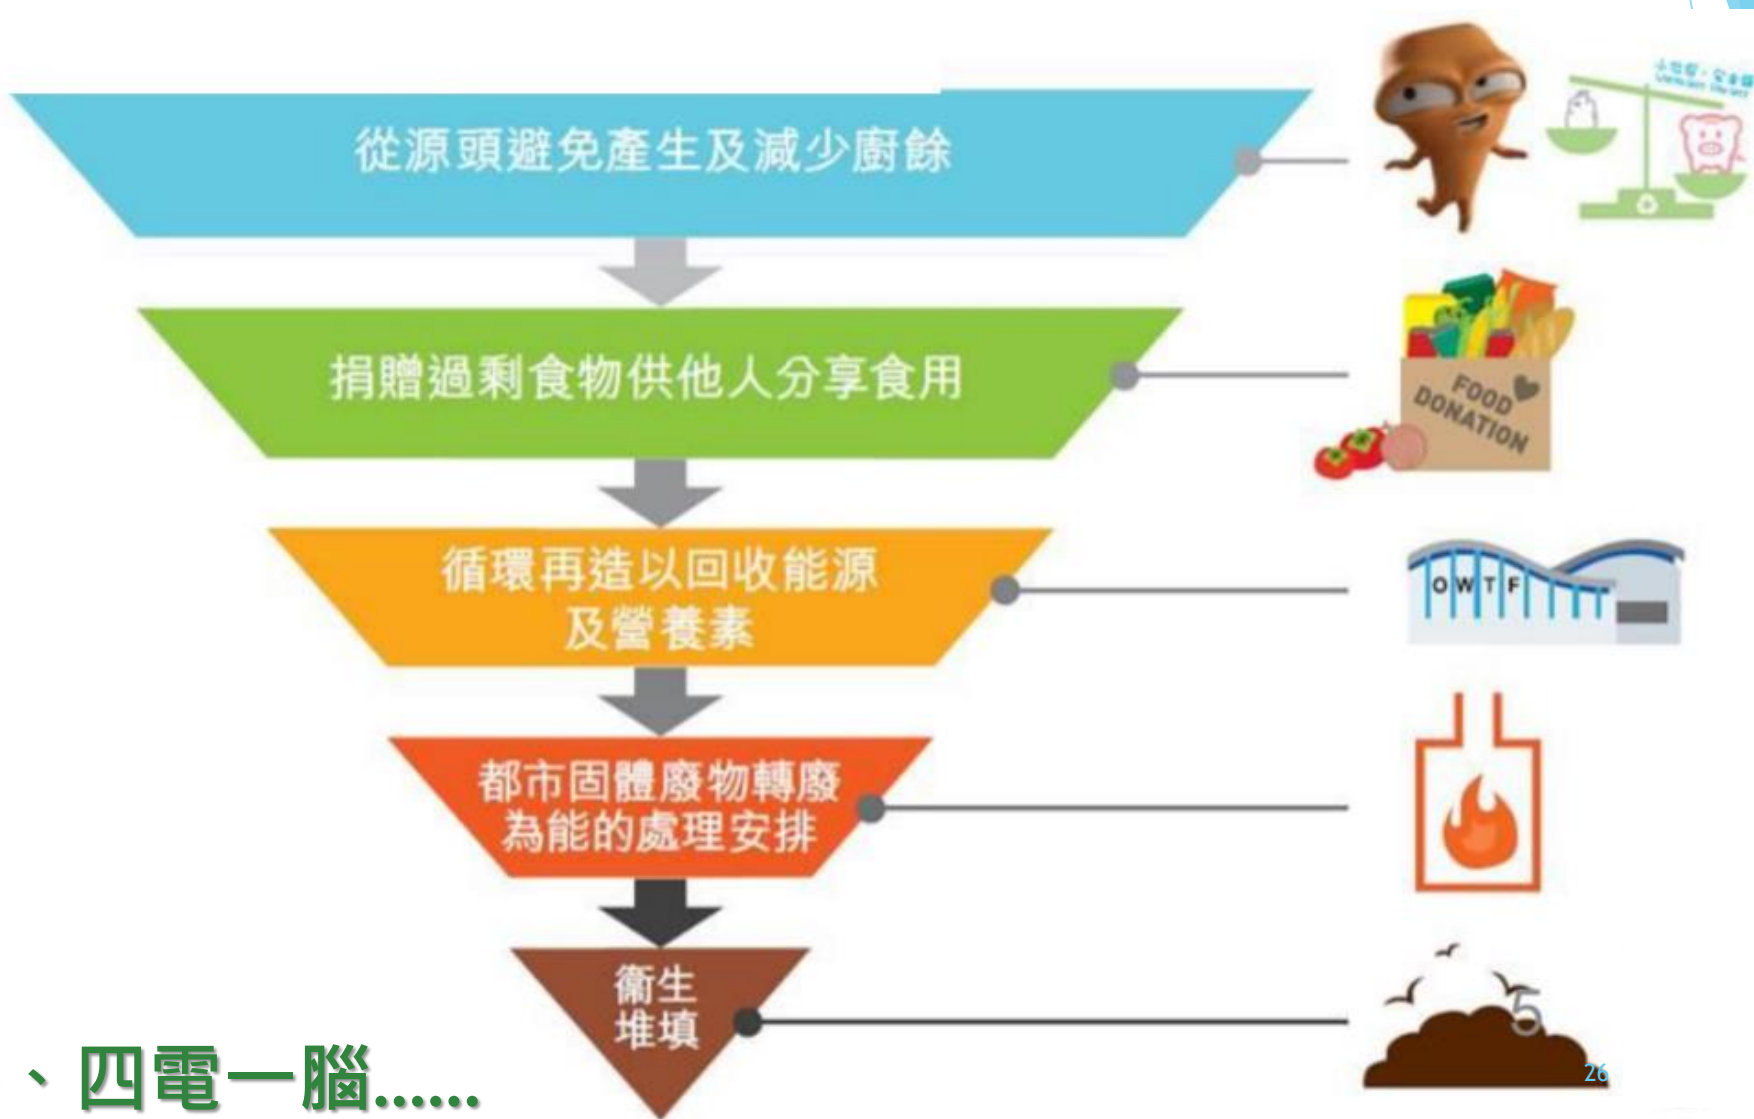 從源頭避免產生及減少廚餘
捐贈過剩食物供他人分享食用
FOOD
DONATION
循環再造以回收能源
及營養素
OWTF
都市固體廢物轉廢
為能的處理安排
衞生
堆填
5
26
、四電一腦......